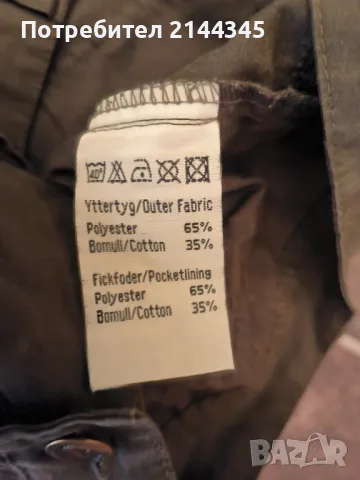 Потребител 2144345
40°
Yttertyg/Outer Fabric
Polyester 65%
Bomull/Cotton 35%
Fickfoder/Pocketlining
Polyester 65%
Bomull/Cotton 35%
BAZAR
bg